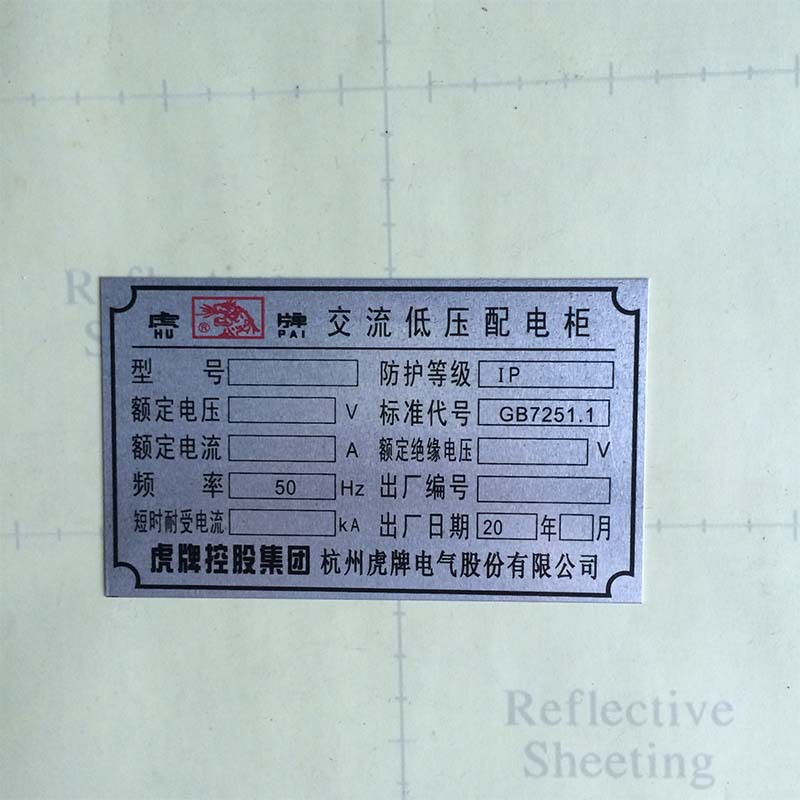 Reflective
虎 ® 牌 交流低压配电柜
HU PAI
型 号 防护等级 IP
额定电压 V 标准代号 GB7251.1
额定电流 A 额定绝缘电压 V
频 率 50 Hz 出厂编号
短时耐受电流 kA 出厂日期 20 年 月
虎牌控股集团 杭州虎牌电气股份有限公司
Reflective
Sheeting